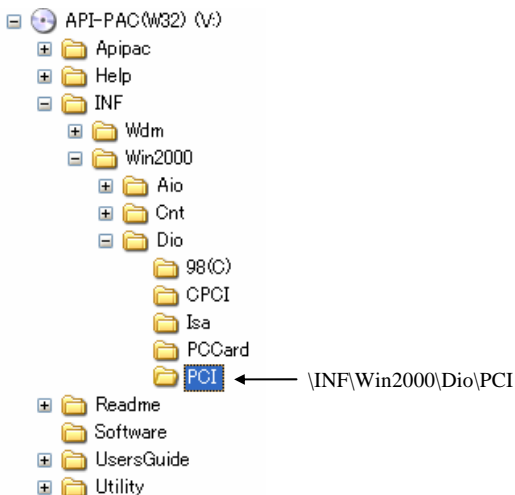 API-PAC(W32) (V:)
Apipac
Help
INF
Wdm
Win2000
Aio
Cnt
Dio
98(C)
CPCI
Isa
PCCard
PCI \INF\Win2000\Dio\PCI
Readme
Software
UsersGuide
Utility